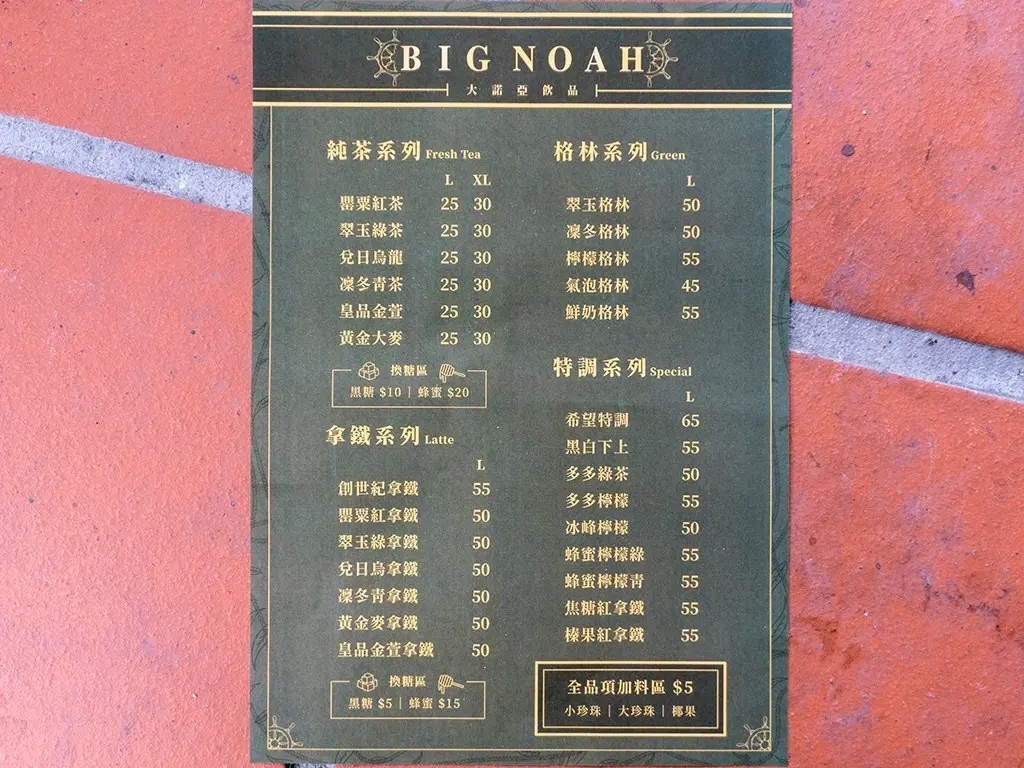 BIG NOAH
大諾亞飲品
純茶系列 Fresh Tea
L XL
罌粟紅茶 25 30
翠玉綠茶 25 30
兌日烏龍 25 30
凜冬青茶 25 30
皇品金萱 25 30
黃金大麥 25 30
換糖區
黑糖 $10 | 蜂蜜 $20
拿鐵系列 Latte
L
創世紀拿鐵 55
罌粟紅拿鐵 50
翠玉綠拿鐵 50
兌日烏拿鐵 50
凜冬青拿鐵 50
黃金麥拿鐵 50
皇品金萱拿鐵 50
換糖區
黑糖 $5 | 蜂蜜 $15
格林系列 Green
L
翠玉格林 50
凜冬格林 50
檸檬格林 55
氣泡格林 45
鮮奶格林 55
特調系列 Special
L
希望特調 65
黑白下上 55
多多綠茶 50
多多檸檬 55
冰峰檸檬 50
蜂蜜檸檬綠 55
蜂蜜檸檬青 55
焦糖紅拿鐵 55
榛果紅拿鐵 55
全品項加料區 $5
小珍珠 | 大珍珠 | 椰果